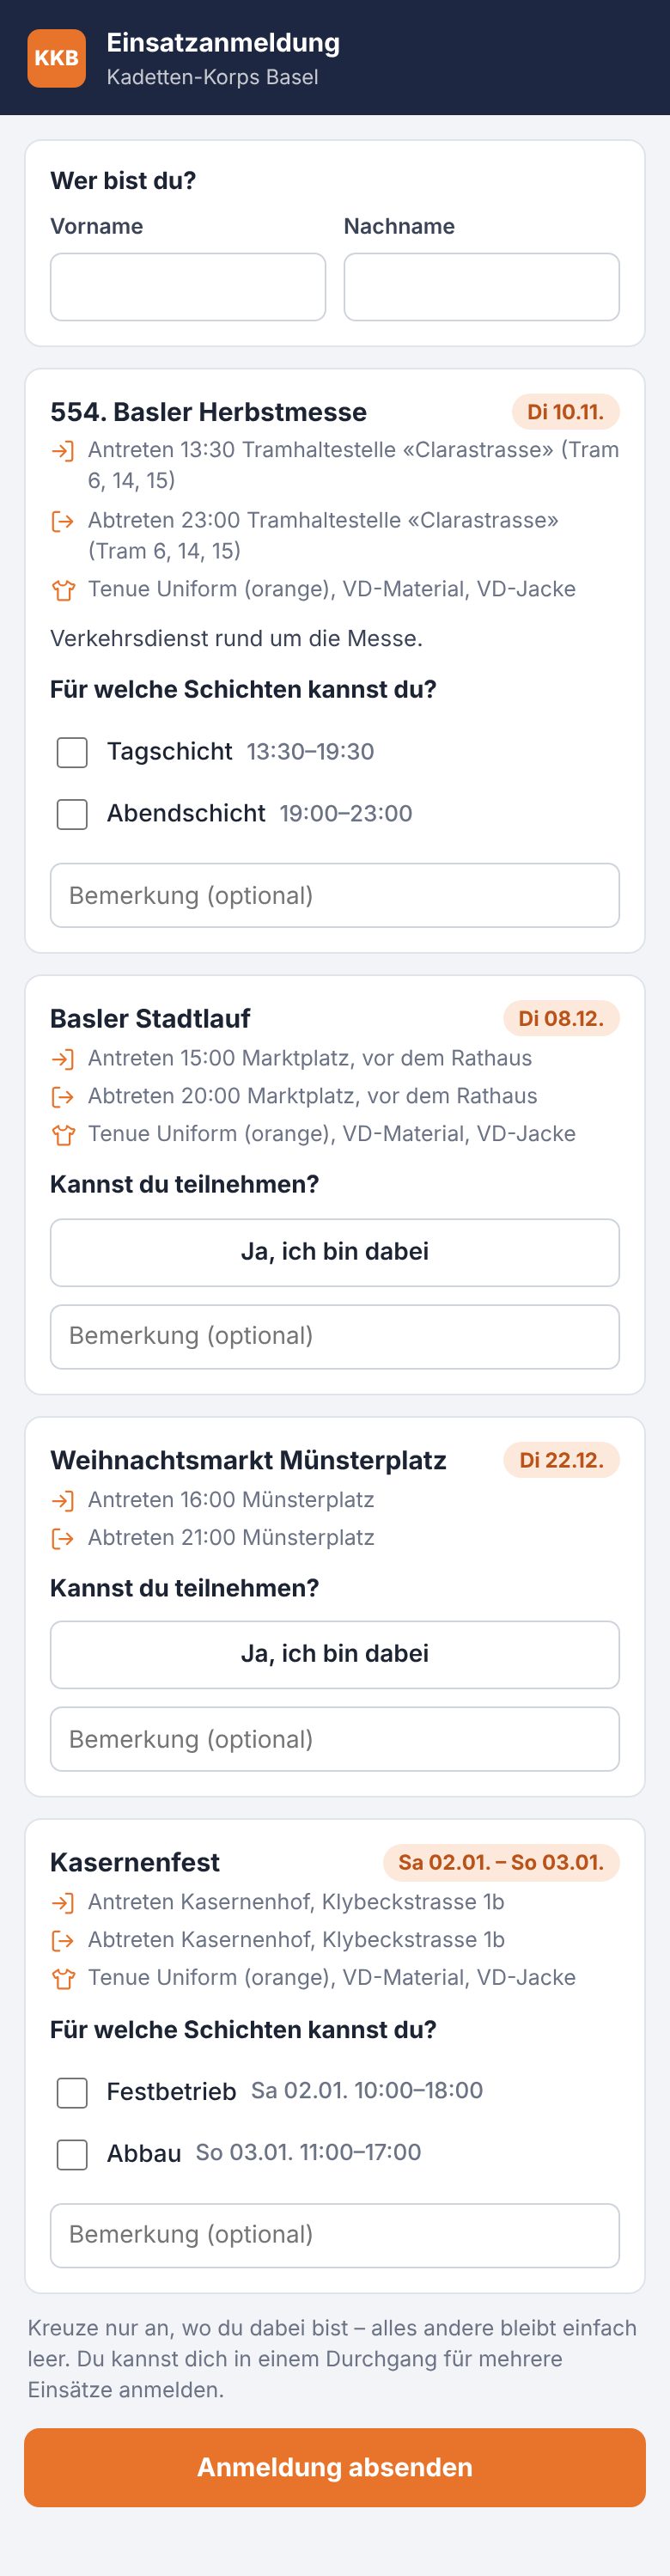 KKB
Einsatzanmeldung
Kadetten-Korps Basel
Wer bist du?
Vorname
Nachname
554. Basler Herbstmesse
Di 10.11.
Antreten 13:30 Tramhaltestelle «Clarastrasse» (Tram
6, 14, 15)
Abtreten 23:00 Tramhaltestelle «Clarastrasse»
(Tram 6, 14, 15)
Tenue Uniform (orange), VD-Material, VD-Jacke
Verkehrsdienst rund um die Messe.
Für welche Schichten kannst du?
Tagschicht 13:30–19:30
Abendschicht 19:00–23:00
Bemerkung (optional)
Basler Stadtlauf
Di 08.12.
Antreten 15:00 Marktplatz, vor dem Rathaus
Abtreten 20:00 Marktplatz, vor dem Rathaus
Tenue Uniform (orange), VD-Material, VD-Jacke
Kannst du teilnehmen?
Ja, ich bin dabei
Bemerkung (optional)
Weihnachtsmarkt Münsterplatz
Di 22.12.
Antreten 16:00 Münsterplatz
Abtreten 21:00 Münsterplatz
Kannst du teilnehmen?
Ja, ich bin dabei
Bemerkung (optional)
Kasernenfest
Sa 02.01. – So 03.01.
Antreten Kasernenhof, Klybeckstrasse 1b
Abtreten Kasernenhof, Klybeckstrasse 1b
Tenue Uniform (orange), VD-Material, VD-Jacke
Für welche Schichten kannst du?
Festbetrieb Sa 02.01. 10:00–18:00
Abbau So 03.01. 11:00–17:00
Bemerkung (optional)
Kreuze nur an, wo du dabei bist – alles andere bleibt einfach
leer. Du kannst dich in einem Durchgang für mehrere
Einsätze anmelden.
Anmeldung absenden